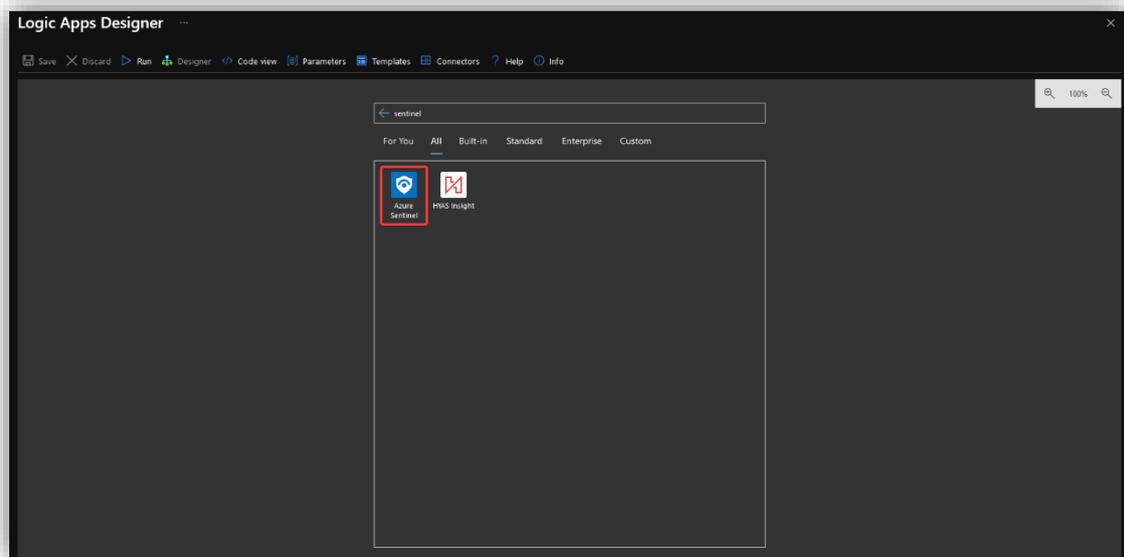 Logic Apps Designer ...
Save Discard Run Designer Code view Parameters Templates Connectors Help Info
100%
sentinel
For You All Built-in Standard Enterprise Custom
Azure Sentinel
HYAS Insight